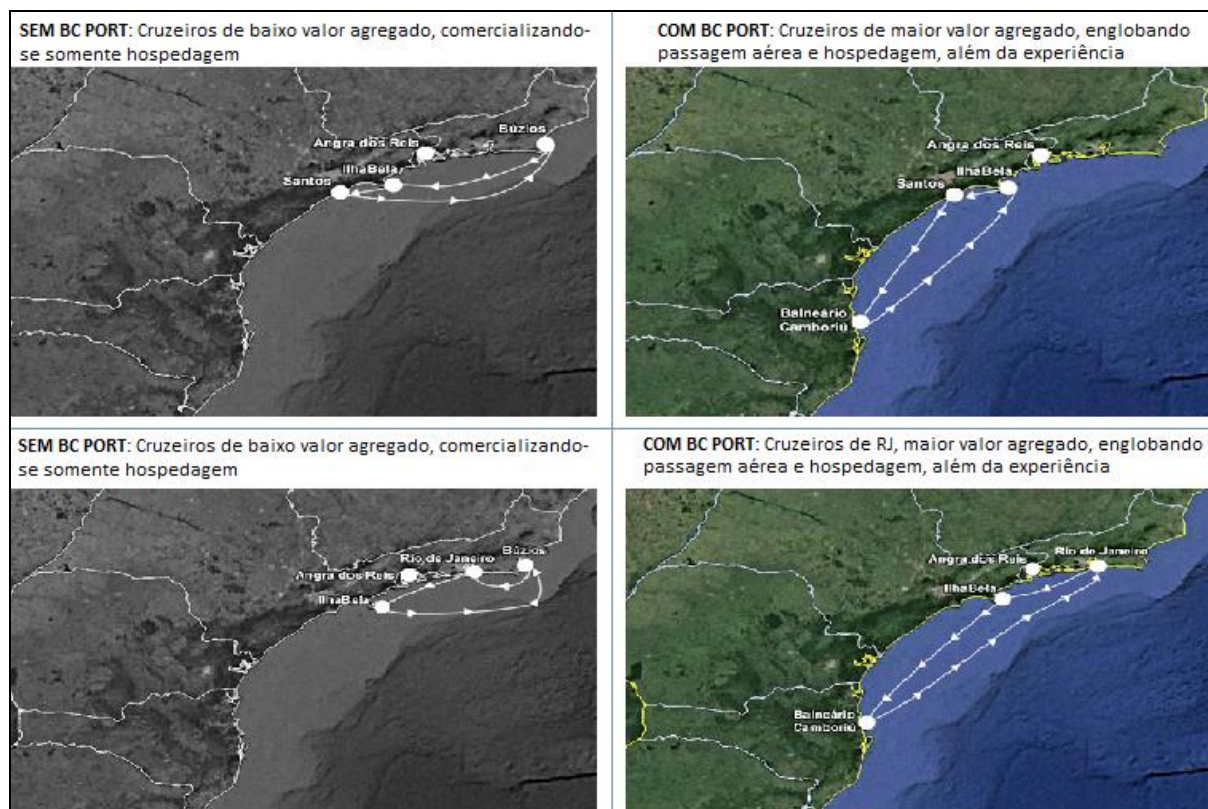 SEM BC PORT: Cruzeiros de baixo valor agregado, comercializando-
se somente hospedagem
Búzios
Angra dos Reis
IlhaBela
Santos
COM BC PORT: Cruzeiros de maior valor agregado, englobando
passagem aérea e hospedagem, além da experiência
Angra dos Reis
IlhaBela
Santos
Balneário
Camboriú
SEM BC PORT: Cruzeiros de baixo valor agregado, comercializando-
se somente hospedagem
Rio de Janeiro
Búzios
Angra dos Reis
IlhaBela
COM BC PORT: Cruzeiros de RJ, maior valor agregado, englobando
passagem aérea e hospedagem, além da experiência
Angra dos Reis
Rio de Janeiro
IlhaBela
Balneário
Camboriú